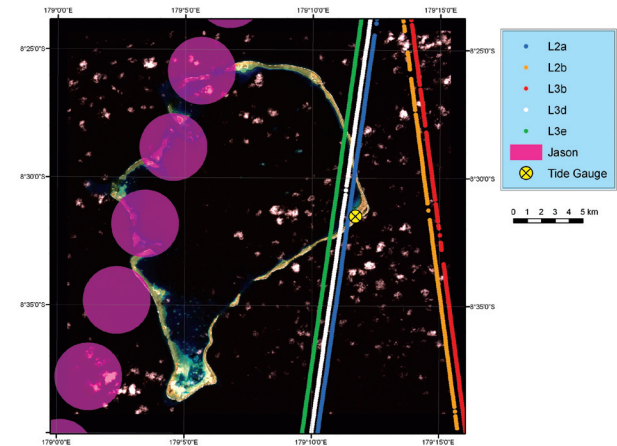 179°0'0" 179°5'0"E 179°10'0"E 179°15'0"E
8°25'0"S 8°25'0"S
8°30'0"S 8°30'0"S
8°35'0"S 8°35'0"S
179°0'0"E 179°5'0"E 179°10'0"E 179°15'0"E
L2a
L2b
L3b
L3d
L3e
Jason
Tide Gauge
0 1 2 3 4 5 km